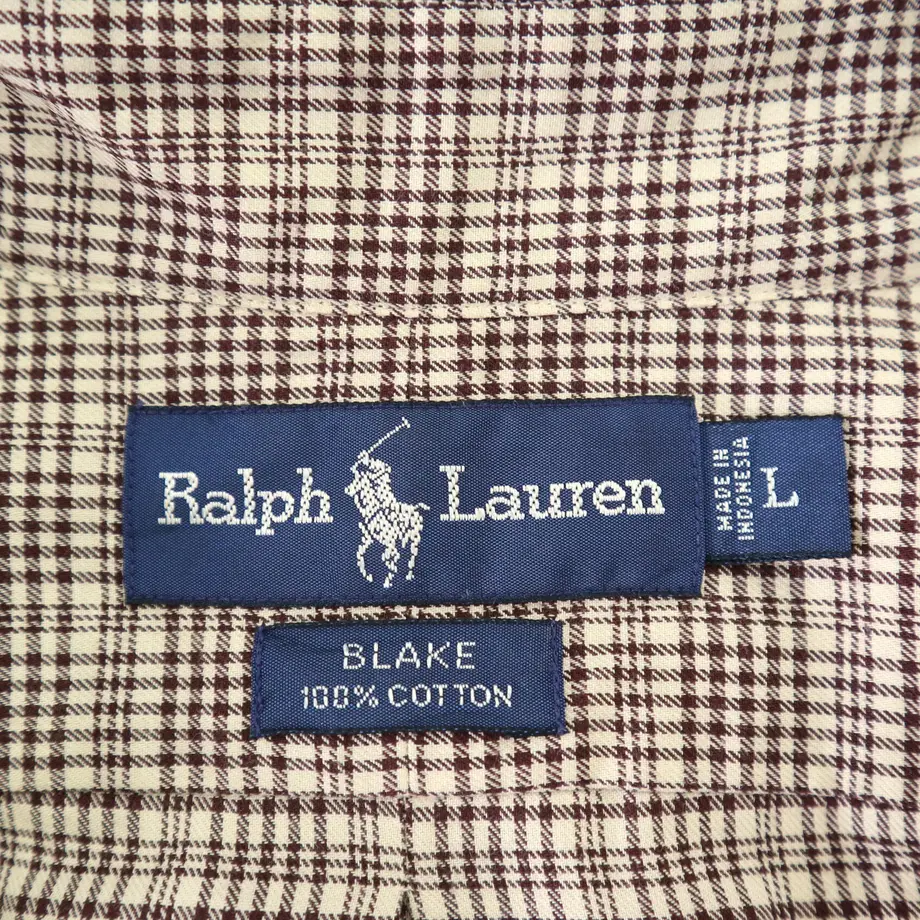 Ralph Lauren
MADE IN
INDONESIA
L
BLAKE
100% COTTON